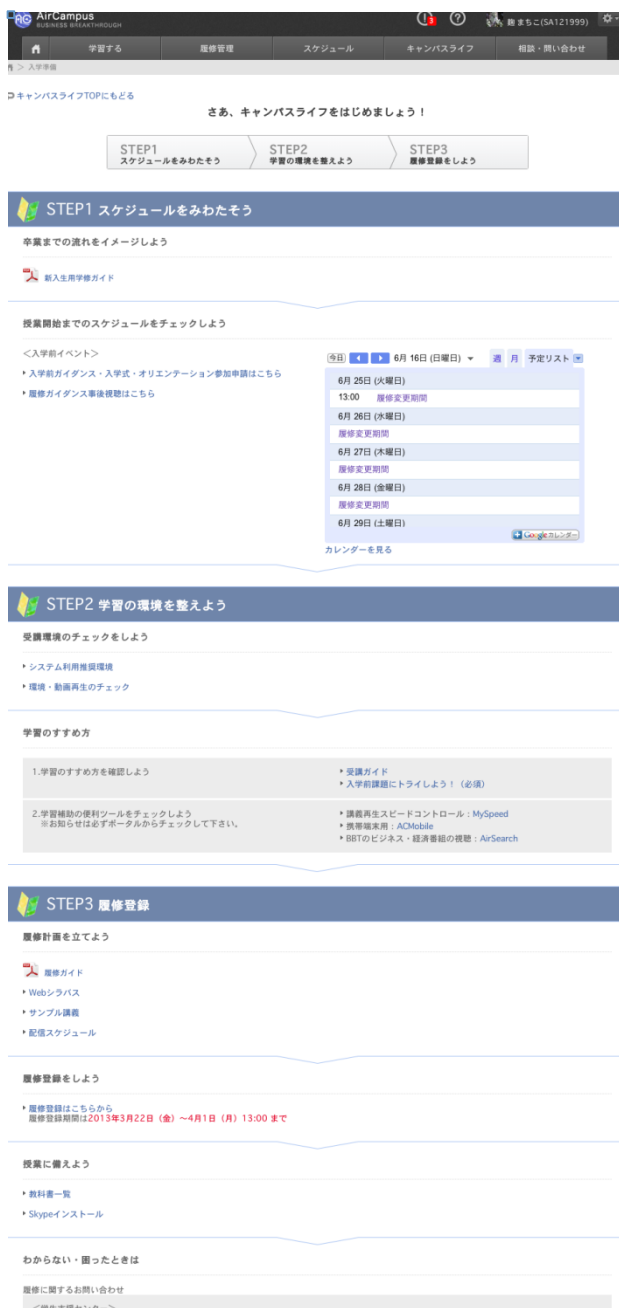 AirCampus
BUSINESS BREAKTHROUGH
麹 まちこ(SA121999)
学習する 履修管理 スケジュール キャンパスライフ 相談・問い合わせ
> 入学準備
キャンパスライフTOPにもどる
さあ、キャンパスライフをはじめましょう！
STEP1 STEP2 STEP3
スケジュールをみわたそう 学習の環境を整えよう 履修登録をしよう
STEP1 スケジュールをみわたそう
卒業までの流れをイメージしよう
新入生用学修ガイド
授業開始までのスケジュールをチェックしよう
＜入学前イベント＞
入学前ガイダンス・入学式・オリエンテーション参加申請はこちら
履修ガイダンス事後視聴はこちら
今日 6月 16日 (日曜日) 週 月 予定リスト
6月 25日 (火曜日)
13:00 履修変更期間
6月 26日 (水曜日)
履修変更期間
6月 27日 (木曜日)
履修変更期間
6月 28日 (金曜日)
履修変更期間
6月 29日 (土曜日)
Googleカレンダー
カレンダーを見る
STEP2 学習の環境を整えよう
受講環境のチェックをしよう
システム利用推奨環境
環境・動画再生のチェック
学習のすすめ方
1.学習のすすめ方を確認しよう
受講ガイド
入学前課題にトライしよう！（必須）
2.学習補助の便利ツールをチェックしよう
※お知らせは必ずポータルからチェックして下さい。
講義再生スピードコントロール：MySpeed
携帯端末用：ACMobile
BBTのビジネス・経済番組の視聴：AirSearch
STEP3 履修登録
履修計画を立てよう
履修ガイド
Webシラバス
サンプル講義
配信スケジュール
履修登録をしよう
履修登録はこちらから
履修登録期間は2013年3月22日（金）～4月1日（月）13:00 まで
授業に備えよう
教科書一覧
Skypeインストール
わからない・困ったときは
履修に関するお問い合わせ
＜学生支援センター＞